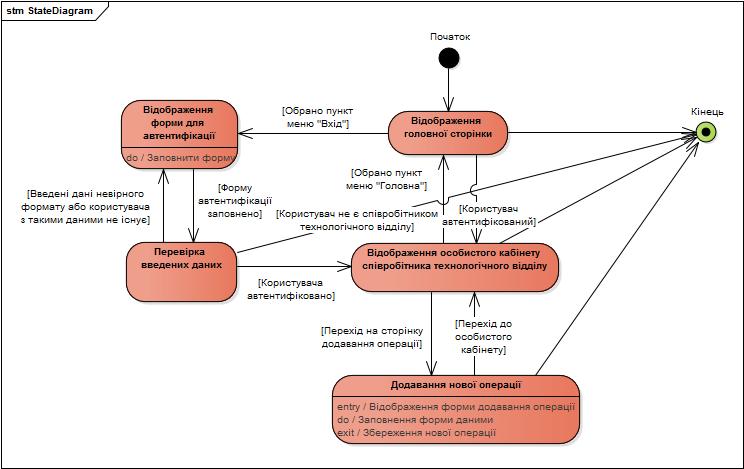 stm StateDiagram
Початок
Кінець
Відображення
форми для
автентифікації
do / Заповнити форму
[Обрано пункт
меню "Вхід"]
Відображення
головної сторінки
[Обрано пункт
меню "Головна"]
[Введені дані невірного
формату або користувача
з такими даними не існує]
[Форму
автентифікації
заповнено]
[Користувач не є співробітником
технологічного відділу]
[Користувач
автентифікований]
Перевірка
введених даних
[Користувача
автентифіковано]
Відображення особистого кабінету
співробітника технологічного відділу
[Перехід на сторінку
додавання операції]
[Перехід до
особистого
кабінету]
Додавання нової операції
entry / Відображення форми додавання операції
do / Заповнення форми даними
exit / Збереження нової операції